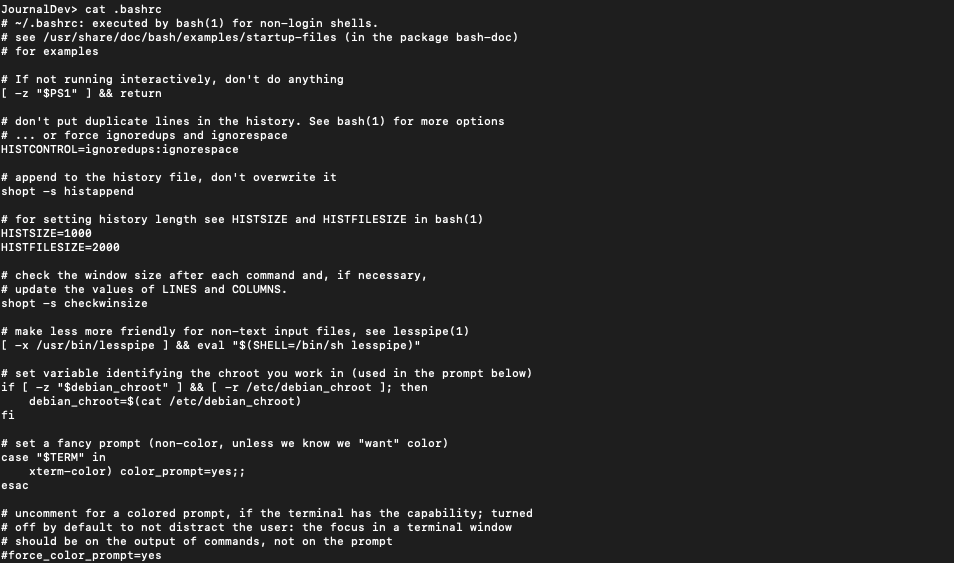 JournalDev> cat .bashrc
# ~/.bashrc: executed by bash(1) for non-login shells.
# see /usr/share/doc/bash/examples/startup-files (in the package bash-doc)
# for examples

# If not running interactively, don't do anything
[ -z "$PS1" ] && return

# don't put duplicate lines in the history. See bash(1) for more options
# ... or force ignoredups and ignorespace
HISTCONTROL=ignoredups:ignorespace

# append to the history file, don't overwrite it
shopt -s histappend

# for setting history length see HISTSIZE and HISTFILESIZE in bash(1)
HISTSIZE=1000
HISTFILESIZE=2000

# check the window size after each command and, if necessary,
# update the values of LINES and COLUMNS.
shopt -s checkwinsize

# make less more friendly for non-text input files, see lesspipe(1)
[ -x /usr/bin/lesspipe ] && eval "$(SHELL=/bin/sh lesspipe)"

# set variable identifying the chroot you work in (used in the prompt below)
if [ -z "$debian_chroot" ] && [ -r /etc/debian_chroot ]; then
    debian_chroot=$(cat /etc/debian_chroot)
fi

# set a fancy prompt (non-color, unless we know we "want" color)
case "$TERM" in
    xterm-color) color_prompt=yes;;
esac

# uncomment for a colored prompt, if the terminal has the capability; turned
# off by default to not distract the user: the focus in a terminal window
# should be on the output of commands, not on the prompt
#force_color_prompt=yes